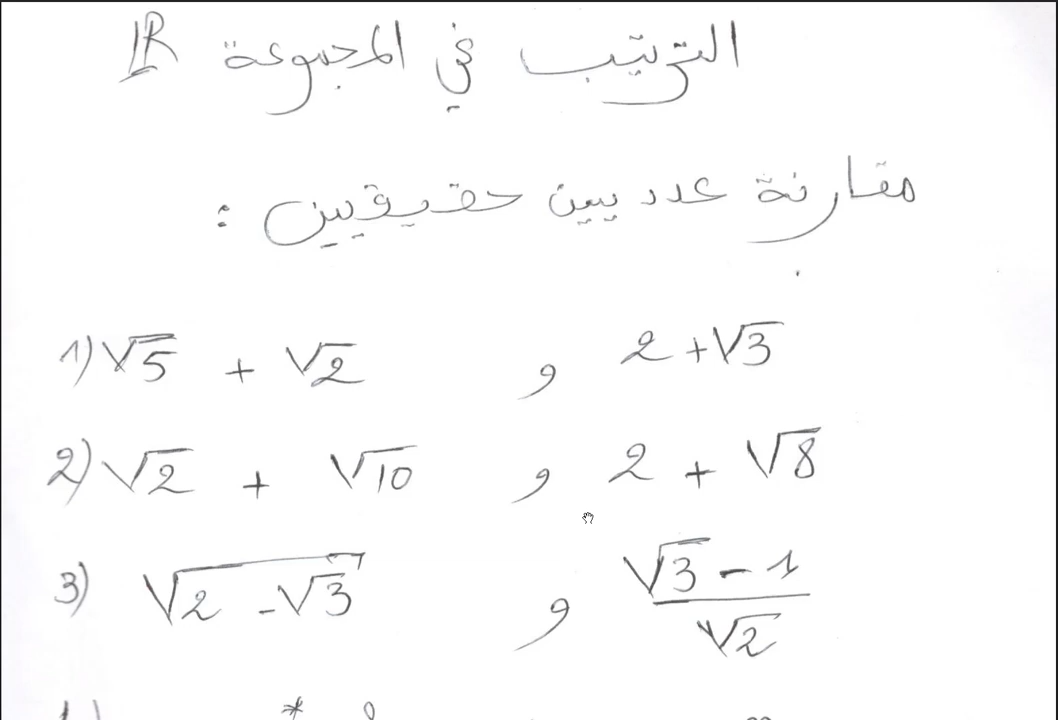 الترتيب في المجموعة ℝ
مقارنة عددين حقيقيين :
1) √5 + √2 و 2 + √3
2) √2 + √10 و 2 + √8
3) √(2 - √3) و (√3 - 1)/√2